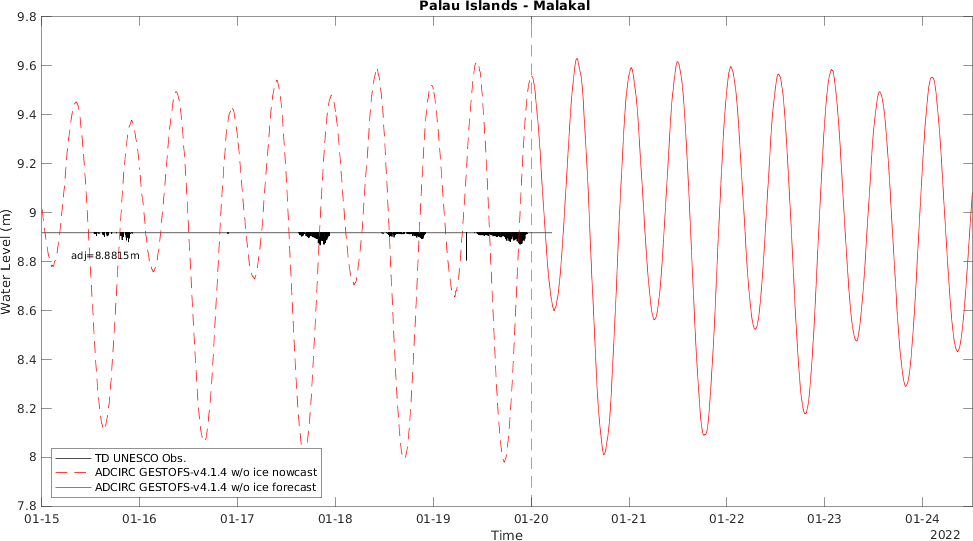 Palau Islands - Malakal
9.8
9.6
9.4
9.2
9
8.8
8.6
8.4
8.2
8
7.8
Water Level (m)
adj=8.8815m
TD UNESCO Obs.
ADCIRC GESTOFS-v4.1.4 w/o ice nowcast
ADCIRC GESTOFS-v4.1.4 w/o ice forecast
01-15 01-16 01-17 01-18 01-19 01-20 01-21 01-22 01-23 01-24
Time
2022